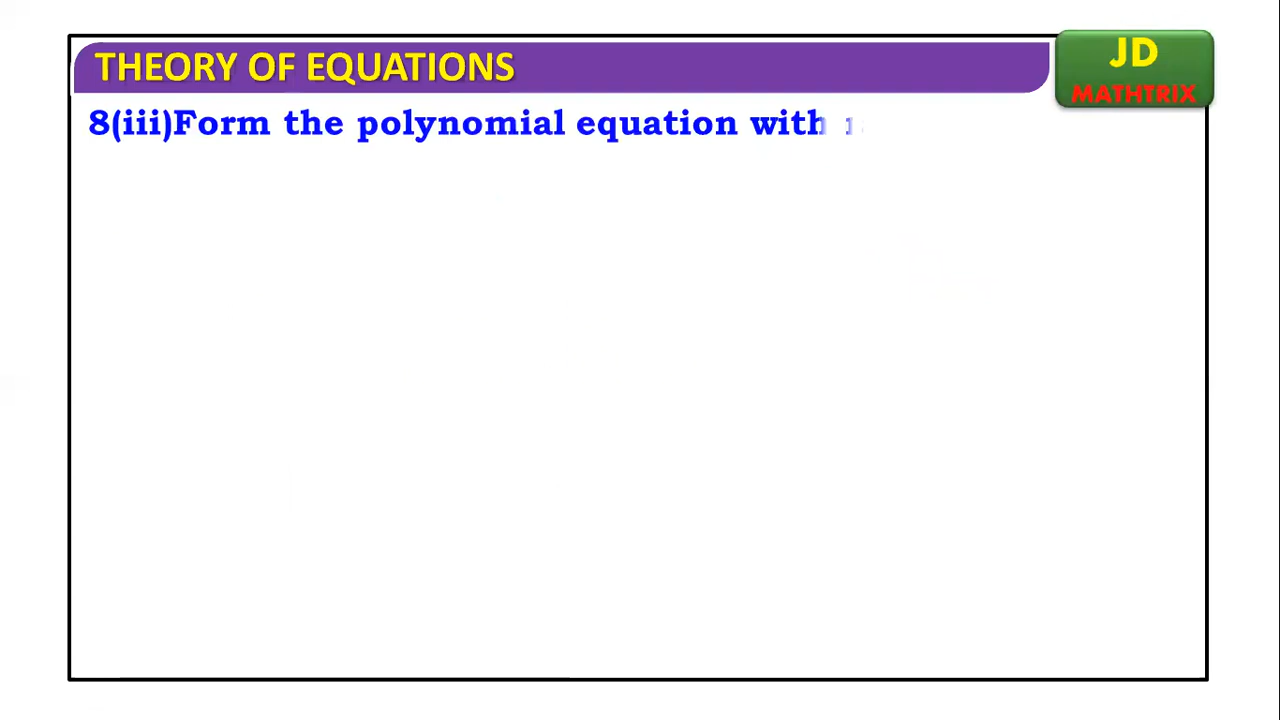 THEORY OF EQUATIONS
JD
MATHTRIX
8(iii)Form the polynomial equation with